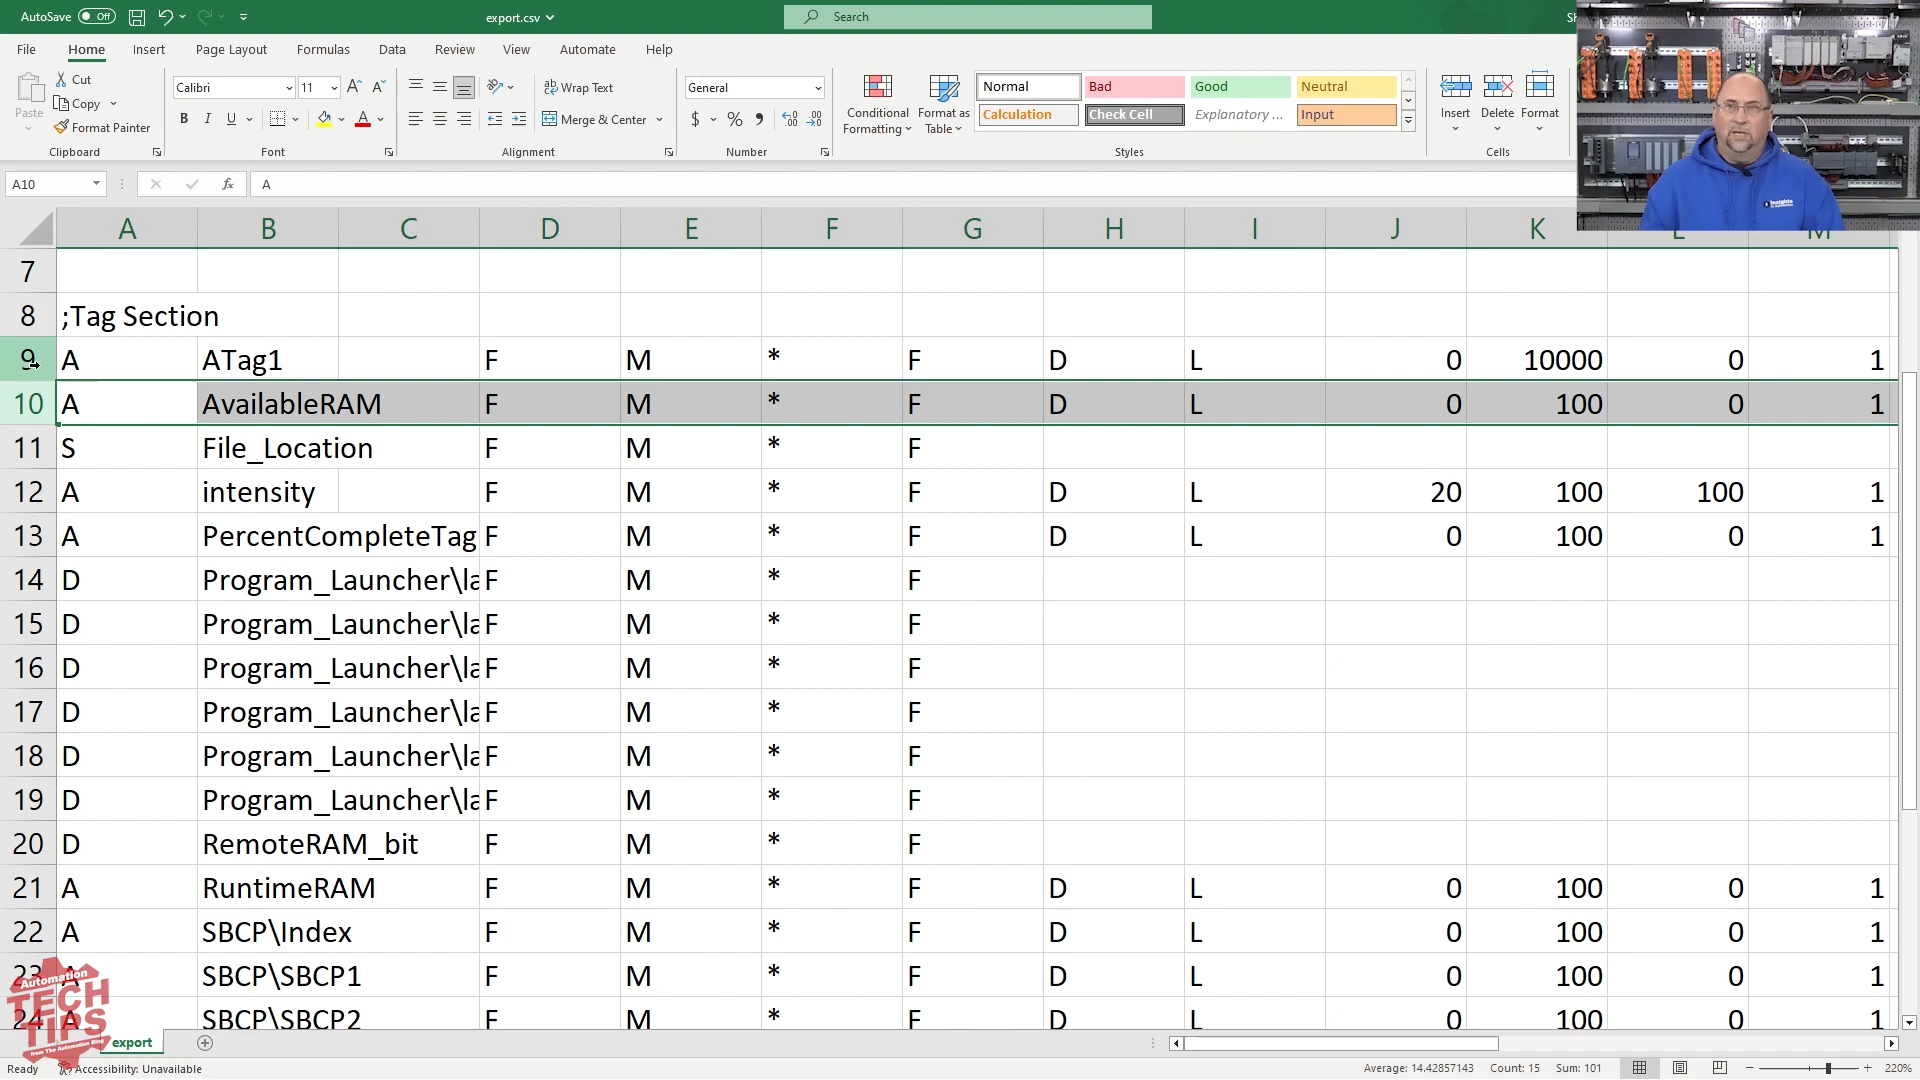 AutoSave Off export.csv Search
File Home Insert Page Layout Formulas Data Review View Automate Help
Paste Cut Copy Format Painter Clipboard
Calibri 11 B I U Font
Wrap Text Merge & Center Alignment
General $ % Number
Conditional Formatting Format as Table
Normal Bad Good Neutral
Calculation Check Cell Explanatory ... Input
Styles
Insert Delete Format Cells
A10 fx A
A B C D E F G H I J K L M
7
8 ;Tag Section
9 A ATag1 F M * F D L 0 10000 0 1
10 A AvailableRAM F M * F D L 0 100 0 1
11 S File_Location F M * F
12 A intensity F M * F D L 20 100 100 1
13 A PercentCompleteTag F M * F D L 0 100 0 1
14 D Program_Launcher\la F M * F
15 D Program_Launcher\la F M * F
16 D Program_Launcher\la F M * F
17 D Program_Launcher\la F M * F
18 D Program_Launcher\la F M * F
19 D Program_Launcher\la F M * F
20 D RemoteRAM_bit F M * F
21 A RuntimeRAM F M * F D L 0 100 0 1
22 A SBCP\Index F M * F D L 0 100 0 1
23 A SBCP\SBCP1 F M * F D L 0 100 0 1
24 A SBCP\SBCP2 F M * F D L 0 100 0 1
Automation
TECH
TIPS
from The Automation Blog
export
Ready Accessibility: Unavailable Average: 14.42857143 Count: 15 Sum: 101 220%